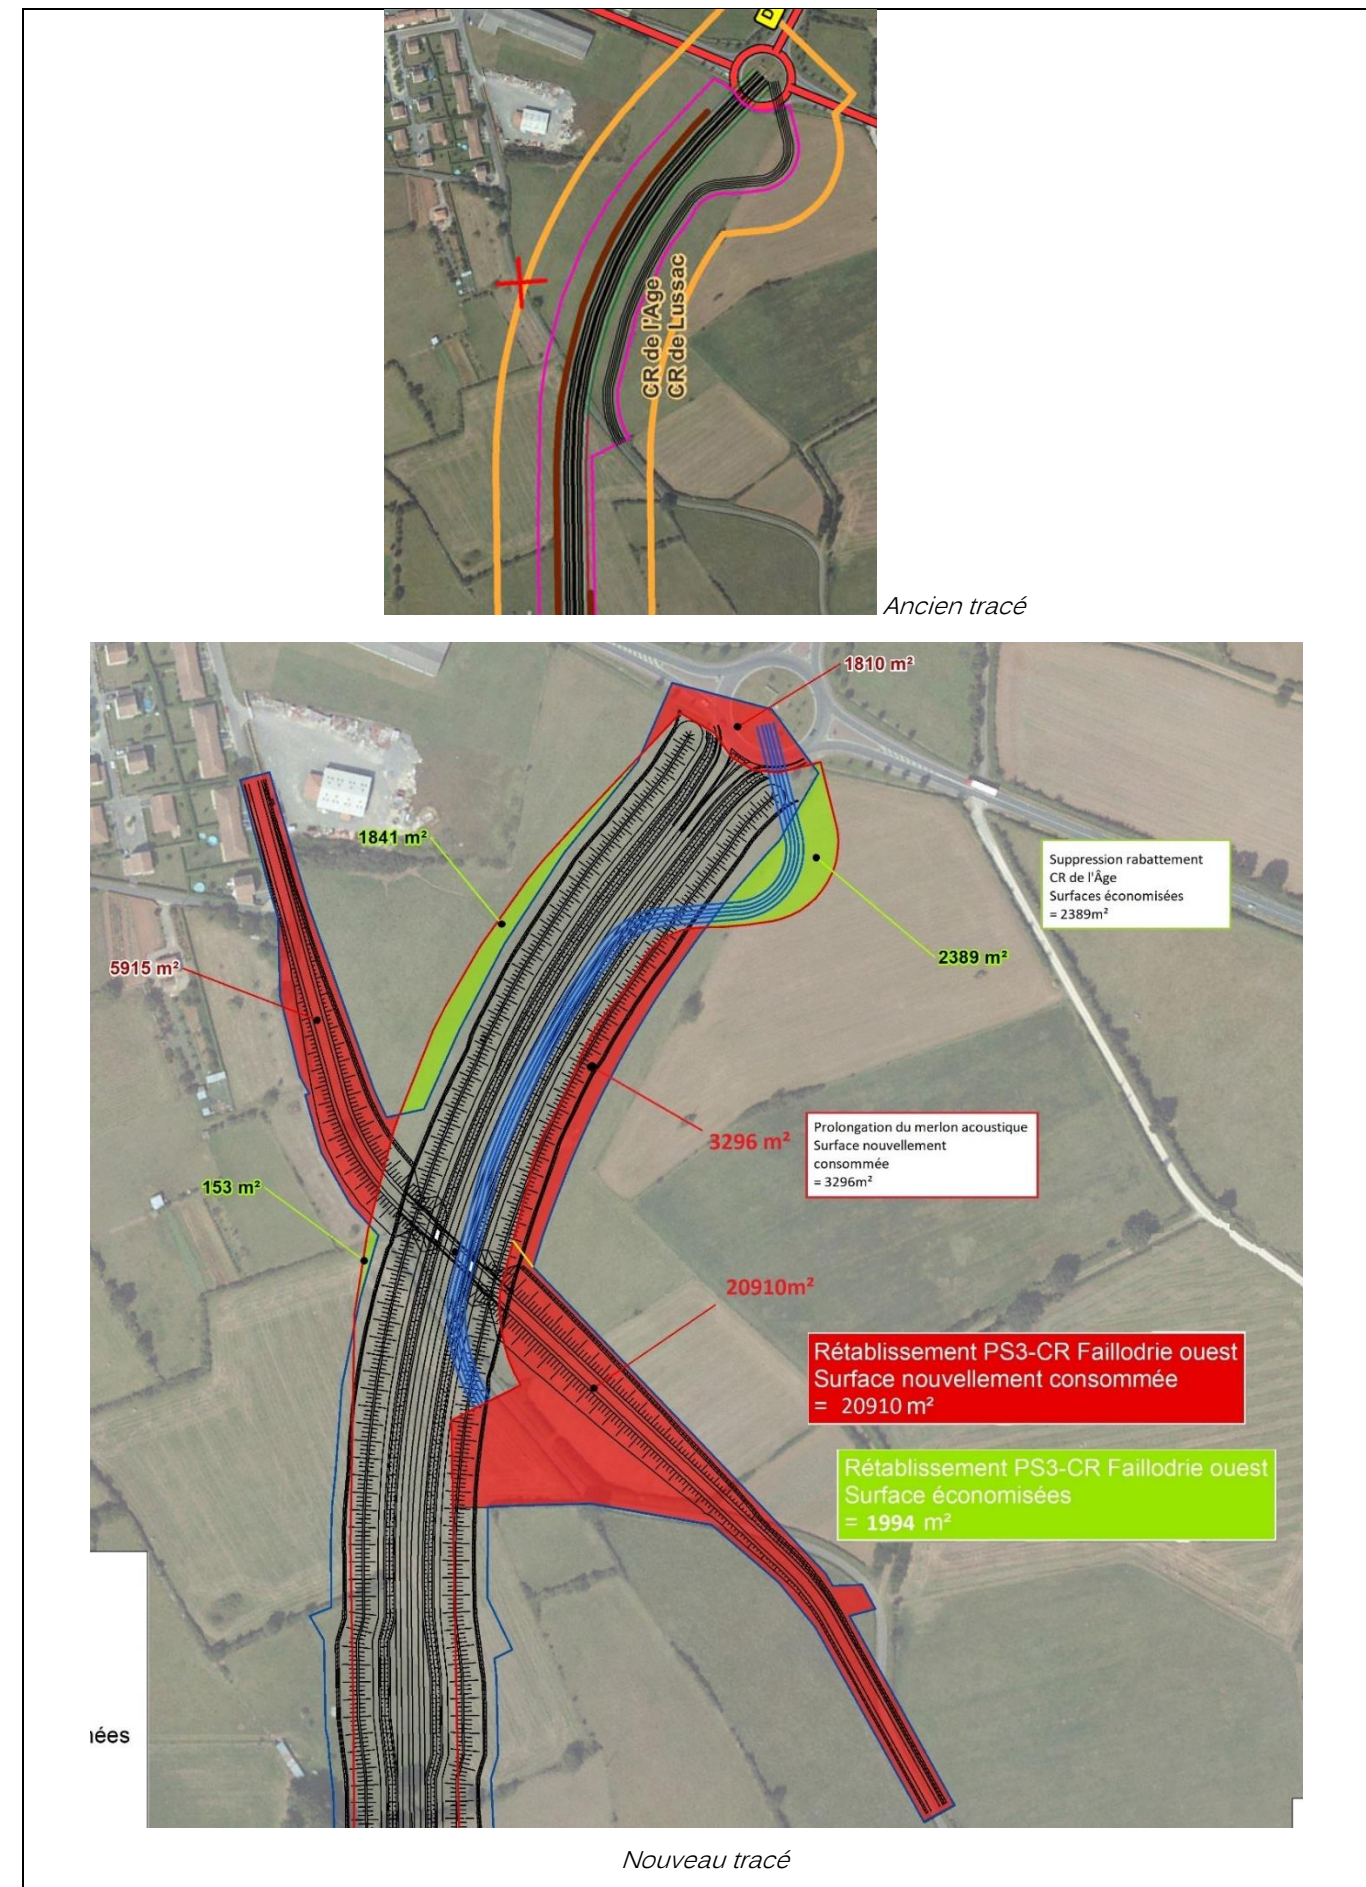 D
CR de l'Age
CR de Lussac
Ancien tracé
1810 m²
1841 m²
Suppression rabattement
CR de l'Âge
Surfaces économisées
= 2389m²
5915 m²
2389 m²
3296 m²
Prolongation du merlon acoustique
Surface nouvellement
consommée
= 3296m²
153 m²
20910m²
Rétablissement PS3-CR Faillodrie ouest
Surface nouvellement consommée
= 20910 m²
Rétablissement PS3-CR Faillodrie ouest
Surface économisées
= 1994 m²
nées
Nouveau tracé